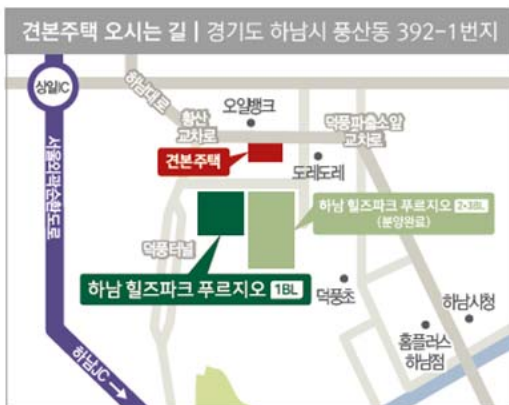 견본주택 오시는 길 | 경기도 하남시 풍산동 392-1번지
상일IC
하남대로
오일뱅크
황산
교차로
덕풍파출소앞
교차로
견본주택
도레도레
서울외곽순환도로
하남 힐즈파크 푸르지오 2-3BL
(분양완료)
덕풍터널
하남 힐즈파크 푸르지오 1BL
덕풍초
하남시청
홈플러스
하남점
하남JC →